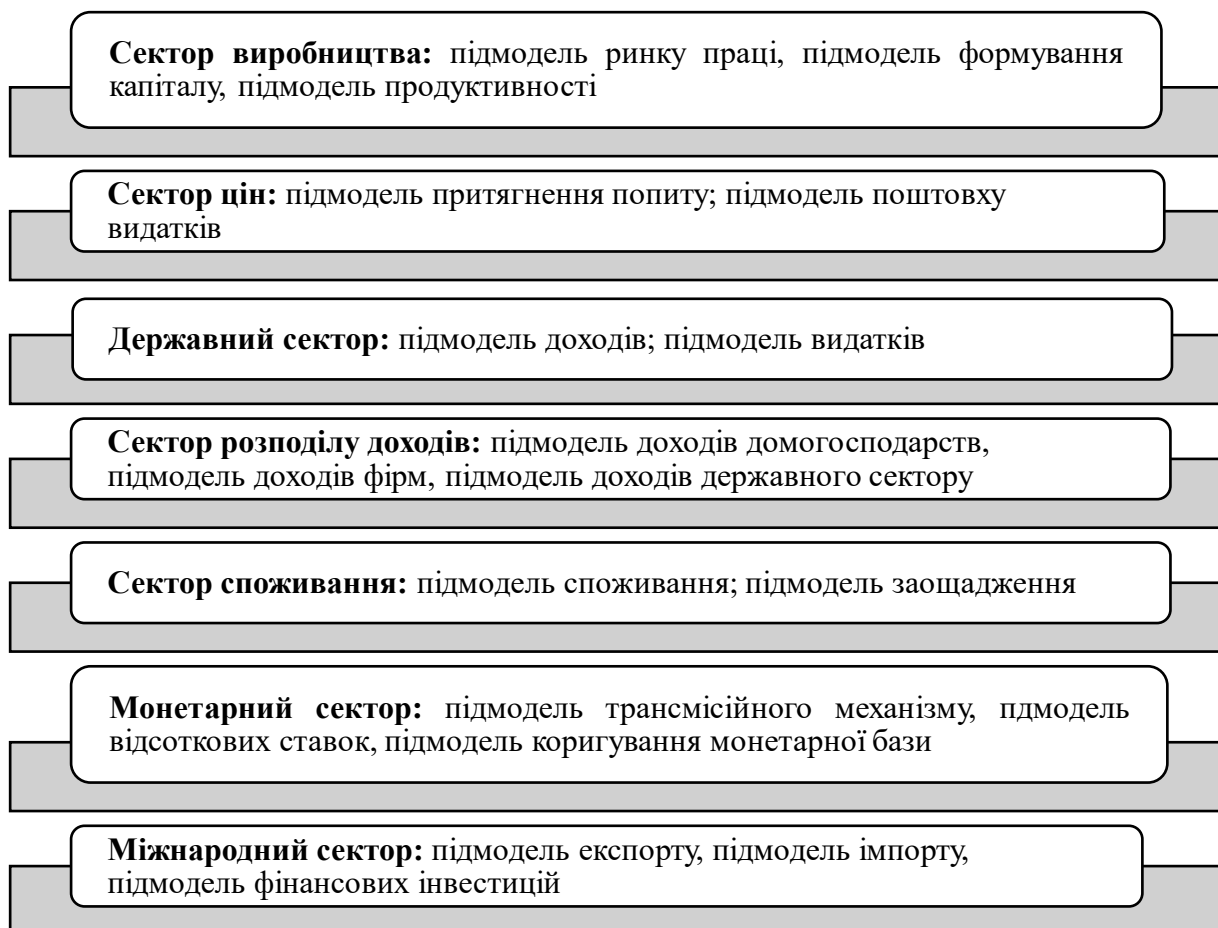 Сектор виробництва: підмодель ринку праці, підмодель формування
капіталу, підмодель продуктивності
Сектор цін: підмодель притягнення попиту; підмодель поштовху
видатків
Державний сектор: підмодель доходів; підмодель видатків
Сектор розподілу доходів: підмодель доходів домогосподарств,
підмодель доходів фірм, підмодель доходів державного сектору
Сектор споживання: підмодель споживання; підмодель заощадження
Монетарний сектор: підмодель трансмісійного механізму, пдмодель
відсоткових ставок, підмодель коригування монетарної бази
Міжнародний сектор: підмодель експорту, підмодель імпорту,
підмодель фінансових інвестицій